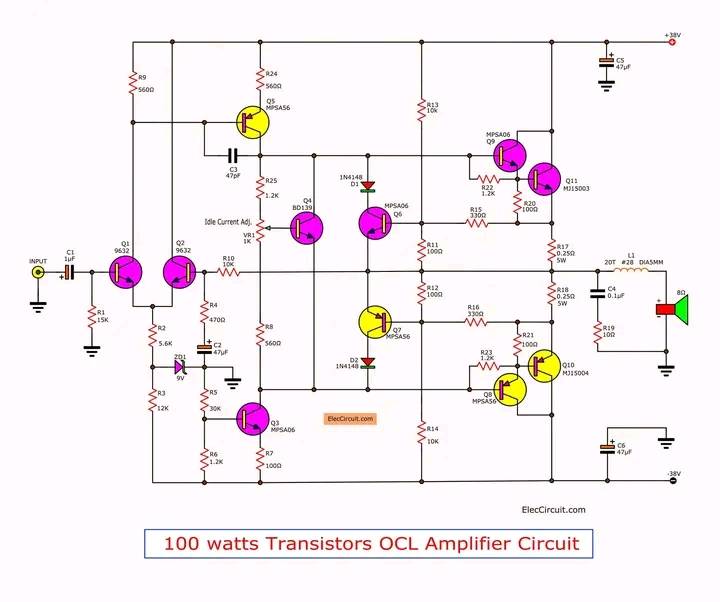 +38V
R9
560Ω
R24
560Ω
C5
47µF
Q5
MPSA56
R13
10k
C3
47pF
MPSA06
Q9
1N4148
D1
R25
1.2K
R22
1.2K
Q11
MJ15003
Q4
BD139
MPSA06
Q6
R20
100Ω
R15
330Ω
Idle Current Adj.
VR1
1K
Q1
9632
Q2
9632
R11
100Ω
R17
0.25Ω
5W
INPUT
C1
1µF
R10
10K
L1
20T #28 DIA5MM
R12
100Ω
R18
0.25Ω
5W
C4
0.1µF
8Ω
R1
15K
R4
470Ω
R16
330Ω
R2
5.6K
R8
560Ω
Q7
MPSA56
R21
100Ω
R19
10Ω
C2
47µF
ZD1
9V
1N4148
D2
R23
1.2K
Q10
MJ15004
R3
12K
R5
30K
Q8
MPSA56
Q3
MPSA06
ElecCircuit.com
R14
10K
C6
47µF
R6
1.2K
R7
100Ω
-38V
ElecCircuit.com
100 watts Transistors OCL Amplifier Circuit